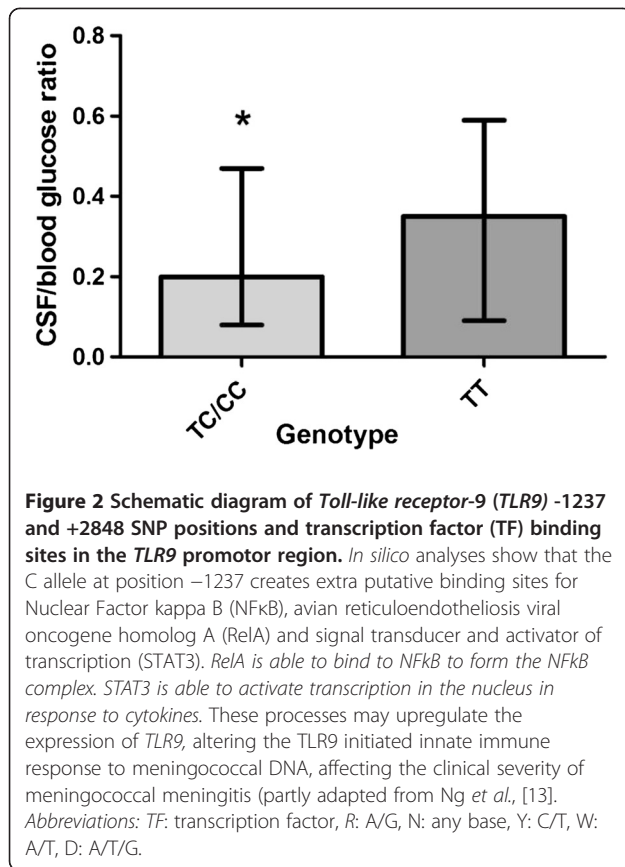 0.8
0.6
0.4
0.2
0.0
CSF/blood glucose ratio
*
TC/CC
TT
Genotype
Figure 2 Schematic diagram of Toll-like receptor-9 (TLR9) -1237
and +2848 SNP positions and transcription factor (TF) binding
sites in the TLR9 promotor region. In silico analyses show that the
C allele at position −1237 creates extra putative binding sites for
Nuclear Factor kappa B (NFκB), avian reticuloendotheliosis viral
oncogene homolog A (RelA) and signal transducer and activator of
transcription (STAT3). RelA is able to bind to NFkB to form the NFkB
complex. STAT3 is able to activate transcription in the nucleus in
response to cytokines. These processes may upregulate the
expression of TLR9, altering the TLR9 initiated innate immune
response to meningococcal DNA, affecting the clinical severity of
meningococcal meningitis (partly adapted from Ng et al., [13].
Abbreviations: TF: transcription factor, R: A/G, N: any base, Y: C/T, W:
A/T, D: A/T/G.